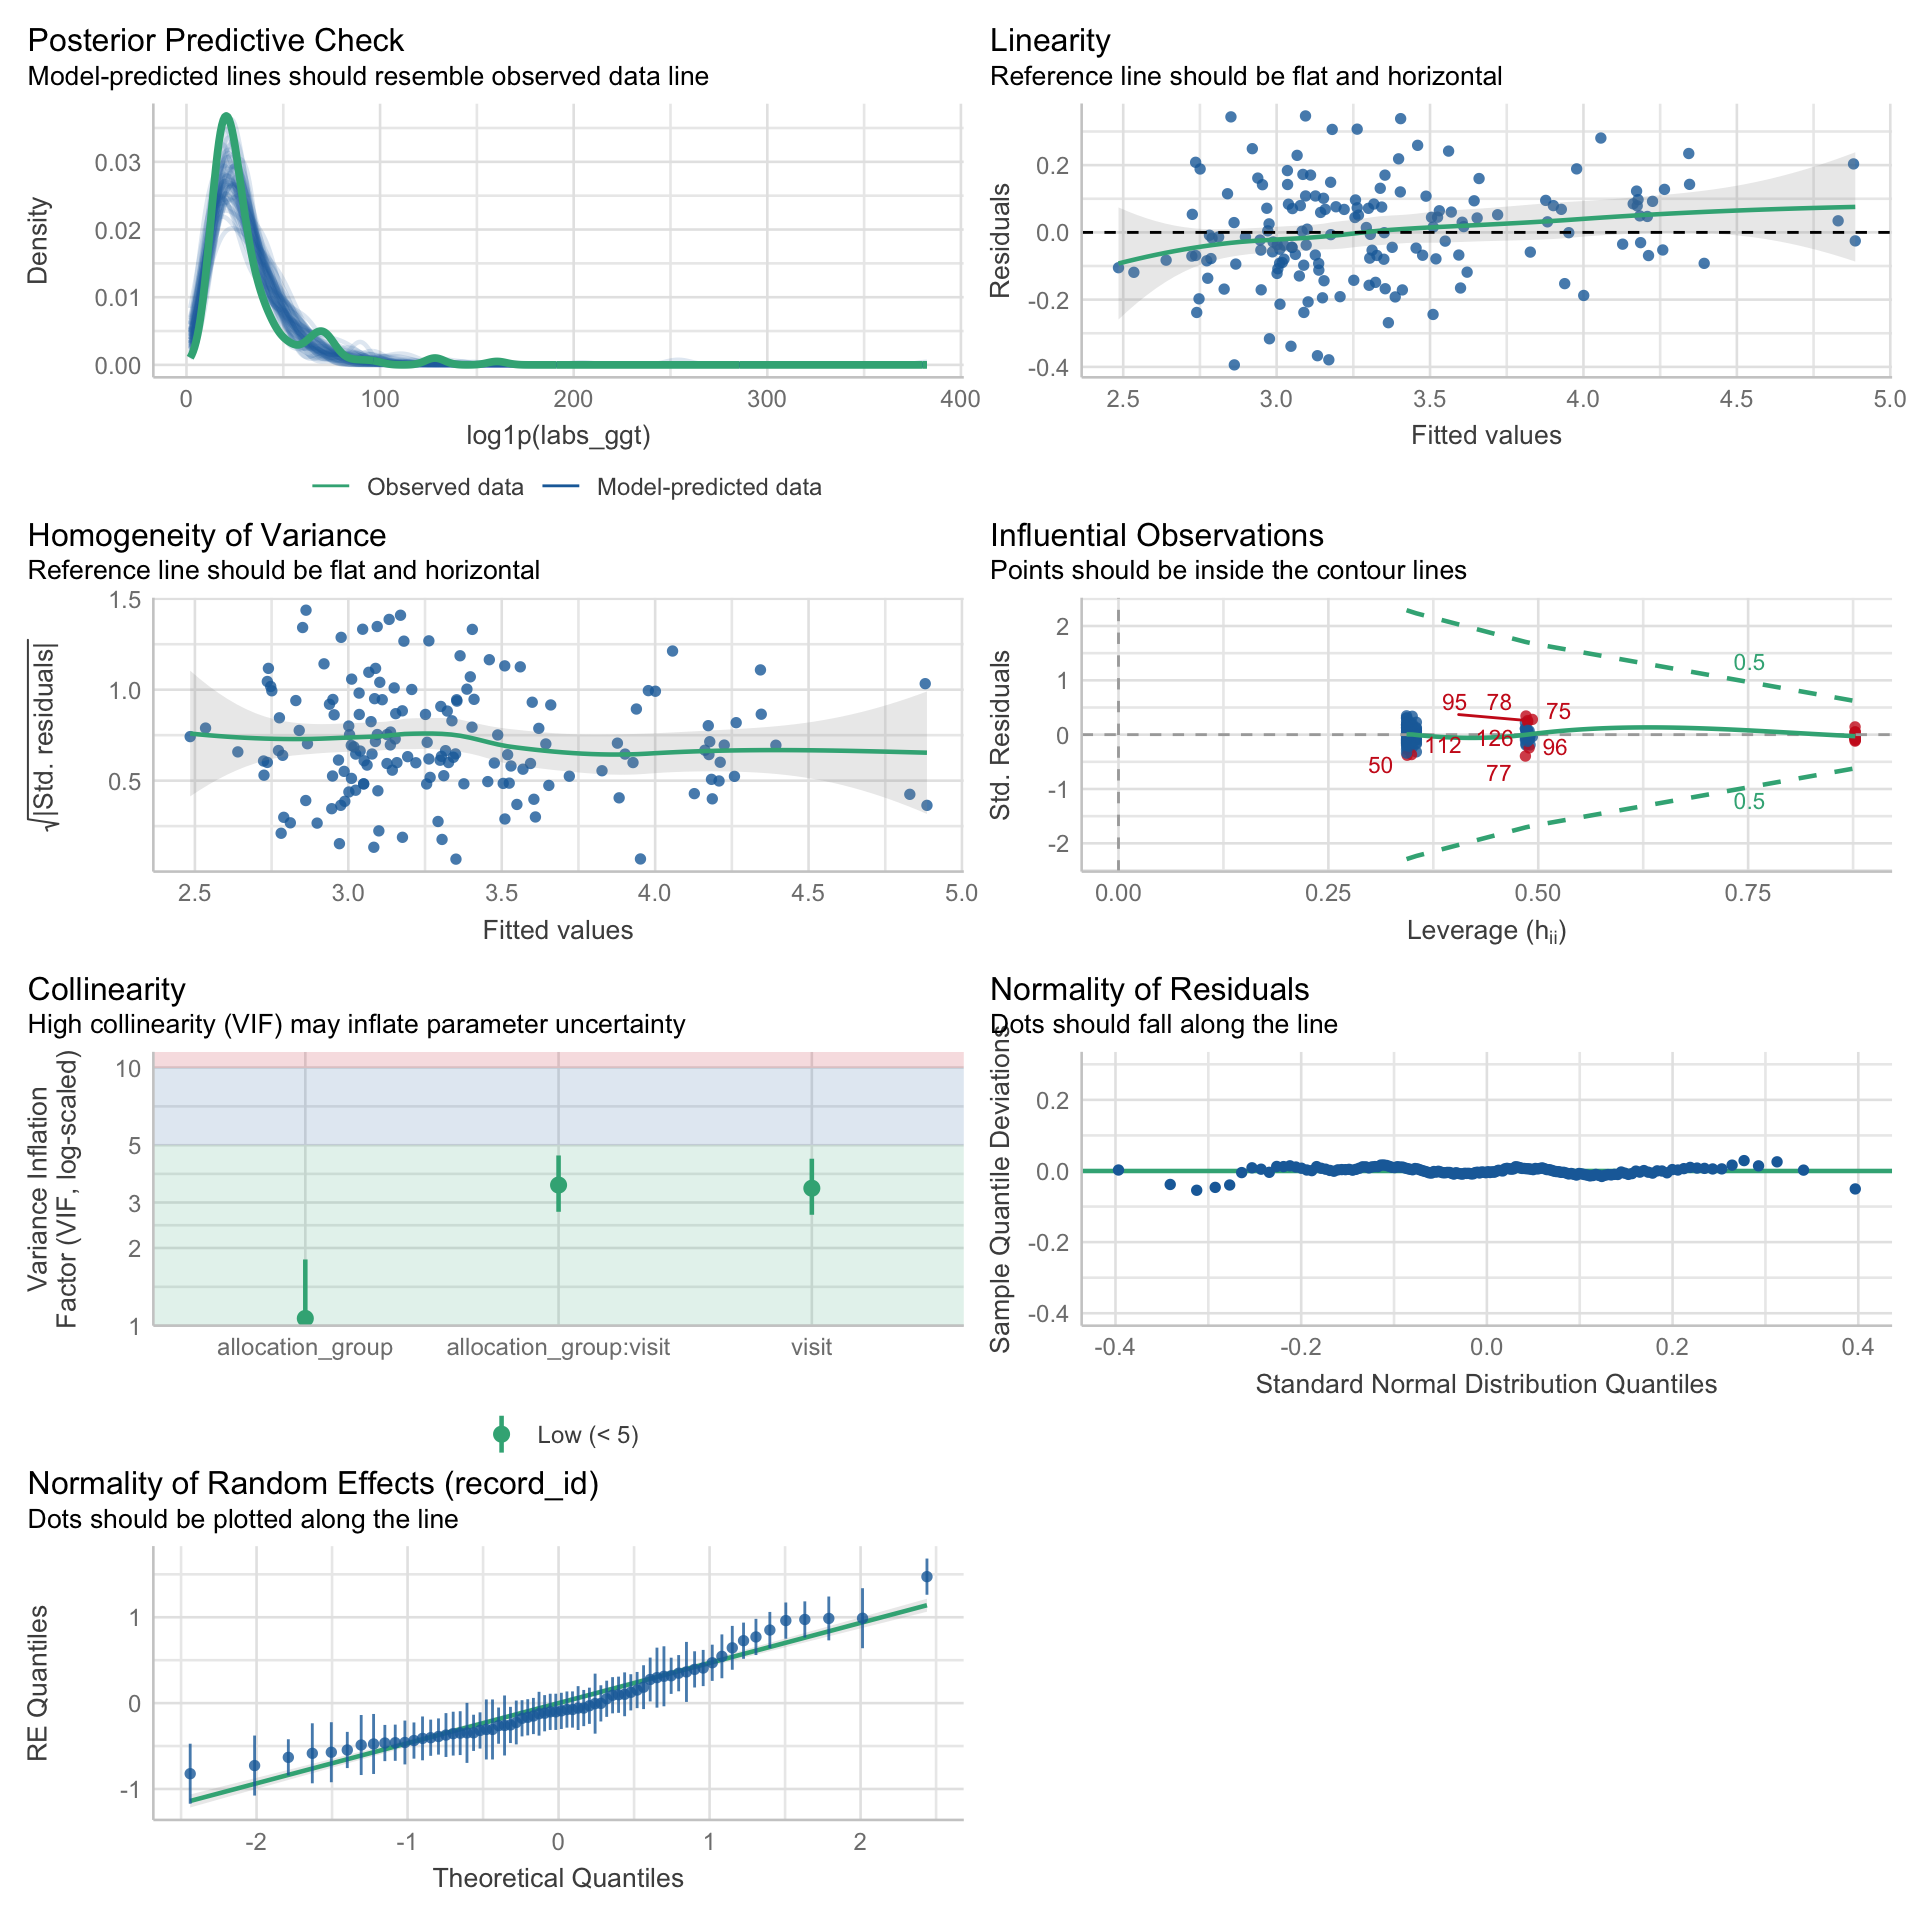 Posterior Predictive Check
Model-predicted lines should resemble observed data line
Density
0.03
0.02
0.01
0.00
0
100
200
300
400
log1p(labs_ggt)
Observed data
Model-predicted data
Linearity
Reference line should be flat and horizontal
Residuals
0.2
0.0
-0.2
-0.4
2.5
3.0
3.5
4.0
4.5
5.0
Fitted values
Homogeneity of Variance
Reference line should be flat and horizontal
√|Std. residuals|
1.5
1.0
0.5
2.5
3.0
3.5
4.0
4.5
5.0
Fitted values
Influential Observations
Points should be inside the contour lines
Std. Residuals
2
1
0
-1
-2
0.5
95
78
75
112
126
96
50
77
0.5
0.00
0.25
0.50
0.75
Leverage (hii)
Collinearity
High collinearity (VIF) may inflate parameter uncertainty
Variance Inflation
Factor (VIF, log-scaled)
10
5
3
2
1
allocation_group
allocation_group:visit
visit
Low (< 5)
Normality of Residuals
Dots should fall along the line
Sample Quantile Deviations
0.2
0.0
-0.2
-0.4
-0.4
-0.2
0.0
0.2
0.4
Standard Normal Distribution Quantiles
Normality of Random Effects (record_id)
Dots should be plotted along the line
RE Quantiles
1
0
-1
-2
-1
0
1
2
Theoretical Quantiles